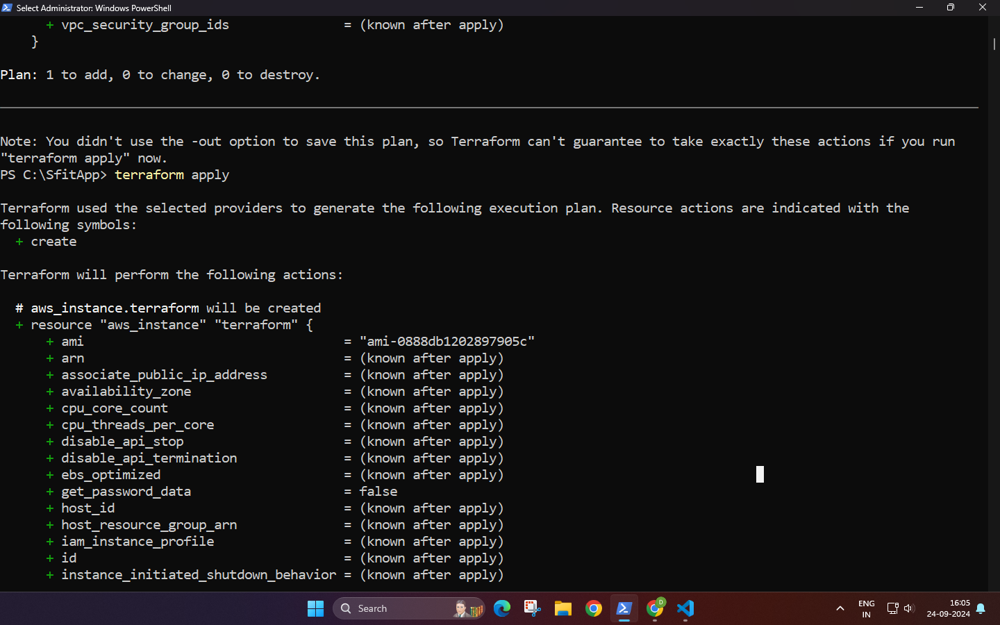 Select Administrator: Windows PowerShell
+ vpc_security_group_ids = (known after apply)
}
Plan: 1 to add, 0 to change, 0 to destroy.
Note: You didn't use the -out option to save this plan, so Terraform can't guarantee to take exactly these actions if you run
"terraform apply" now.
PS C:\SfitApp> terraform apply
Terraform used the selected providers to generate the following execution plan. Resource actions are indicated with the
following symbols:
+ create
Terraform will perform the following actions:
# aws_instance.terraform will be created
+ resource "aws_instance" "terraform" {
+ ami = "ami-0888db1202897905c"
+ arn = (known after apply)
+ associate_public_ip_address = (known after apply)
+ availability_zone = (known after apply)
+ cpu_core_count = (known after apply)
+ cpu_threads_per_core = (known after apply)
+ disable_api_stop = (known after apply)
+ disable_api_termination = (known after apply)
+ ebs_optimized = (known after apply)
+ get_password_data = false
+ host_id = (known after apply)
+ host_resource_group_arn = (known after apply)
+ iam_instance_profile = (known after apply)
+ id = (known after apply)
+ instance_initiated_shutdown_behavior = (known after apply)
Search
D
ENG
IN
16:05
24-09-2024